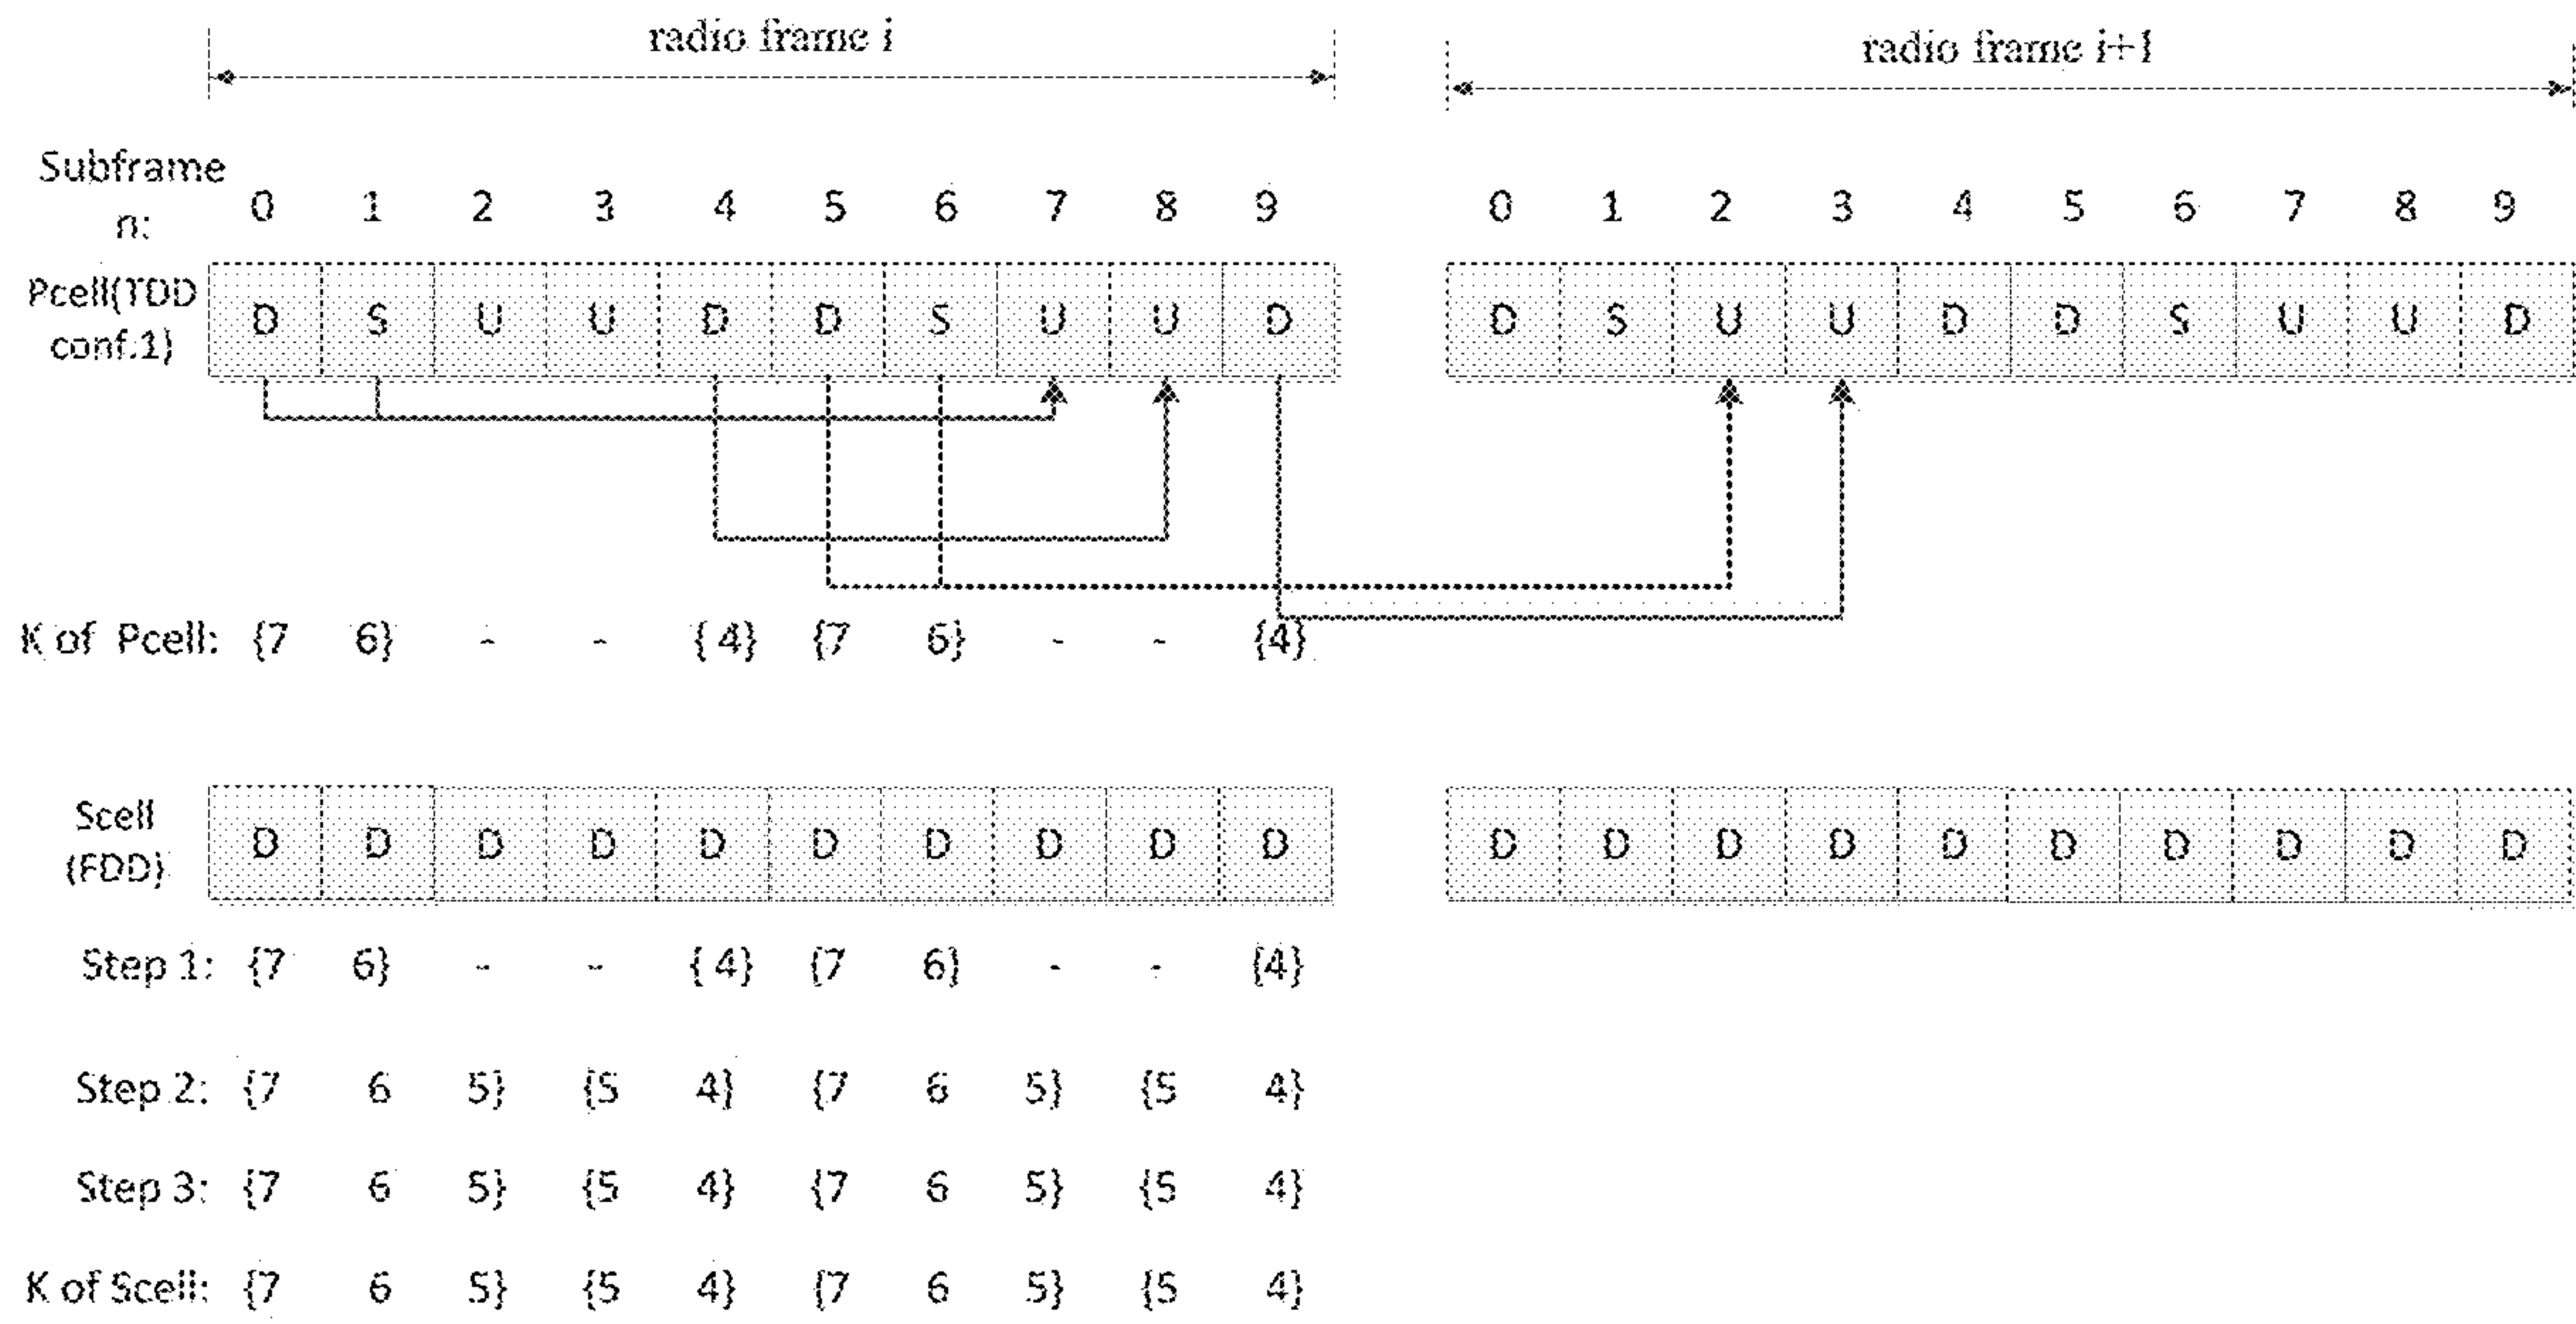 radio frame i
radio frame i+1
Subframe
n:
0 1 2 3 4 5 6 7 8 9
0 1 2 3 4 5 6 7 8 9
Pcell(TDD
conf.1)
D S U U D D S U U D
D S U U D D S U U D
K of Pcell: {7 6} - - {4} {7 6} - - {4}
Scell
(FDD)
D D D D D D D D D D
D D D D D D D D D D
Step 1: {7 6} - - {4} {7 6} - - {4}
Step 2: {7 6 5} {5 4} {7 6 5} {5 4}
Step 3: {7 6 5} {5 4} {7 6 5} {5 4}
K of Scell: {7 6 5} {5 4} {7 6 5} {5 4}